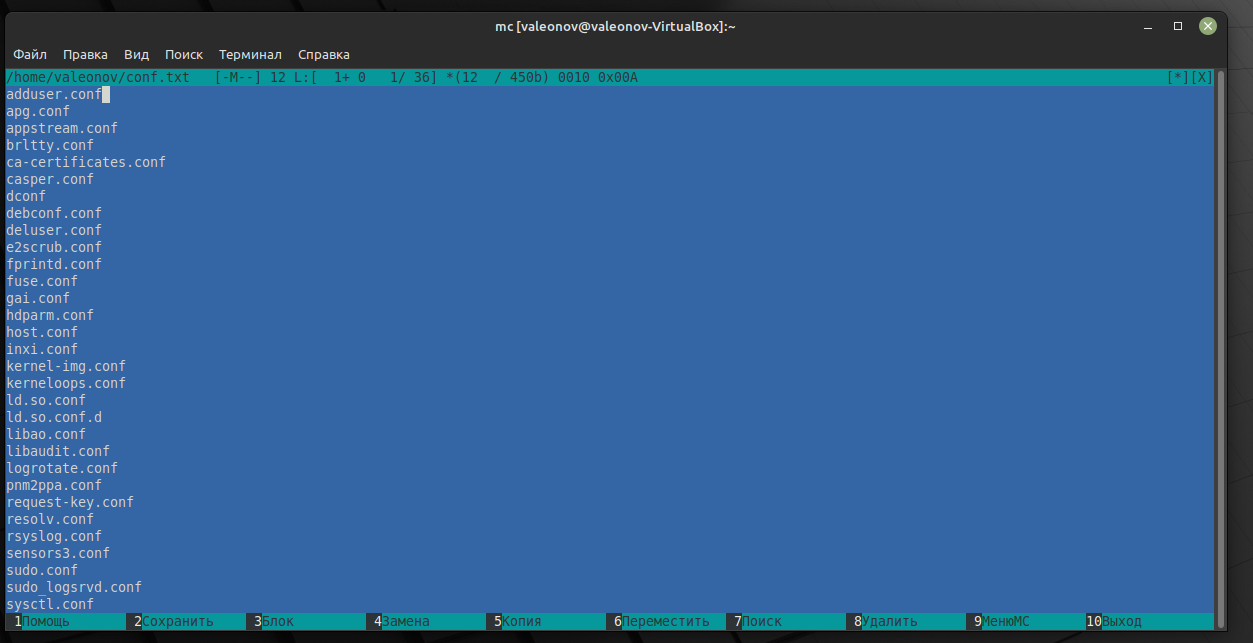 mc [valeonov@valeonov-VirtualBox]:~
Файл Правка Вид Поиск Терминал Справка
/home/valeonov/conf.txt [-M--] 12 L:[ 1+ 0 1/ 36] *(12 / 450b) 0010 0x00A [*][X]
adduser.conf
apg.conf
appstream.conf
brltty.conf
ca-certificates.conf
casper.conf
dconf
debconf.conf
deluser.conf
e2scrub.conf
fprintd.conf
fuse.conf
gai.conf
hdparm.conf
host.conf
inxi.conf
kernel-img.conf
kerneloops.conf
ld.so.conf
ld.so.conf.d
libao.conf
libaudit.conf
logrotate.conf
pnm2ppa.conf
request-key.conf
resolv.conf
rsyslog.conf
sensors3.conf
sudo.conf
sudo_logsrvd.conf
sysctl.conf
1Помощь 2Сохранить 3Блок 4Замена 5Копия 6Переместить 7Поиск 8Удалить 9МенюМС 10Выход